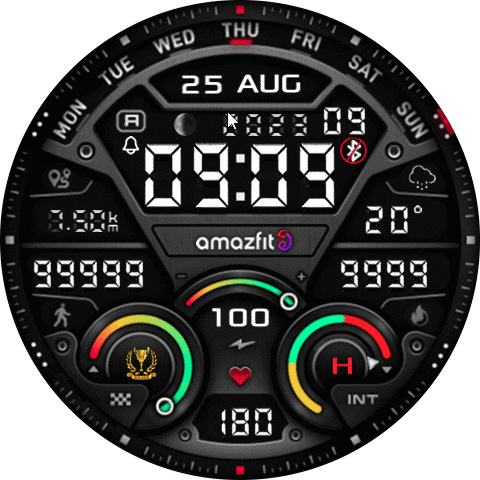 MON TUE WED THU FRI SAT SUN
25 AUG
A
09
09:09
km
20°
amazfit
99999
9999
- +
100
H
INT
180